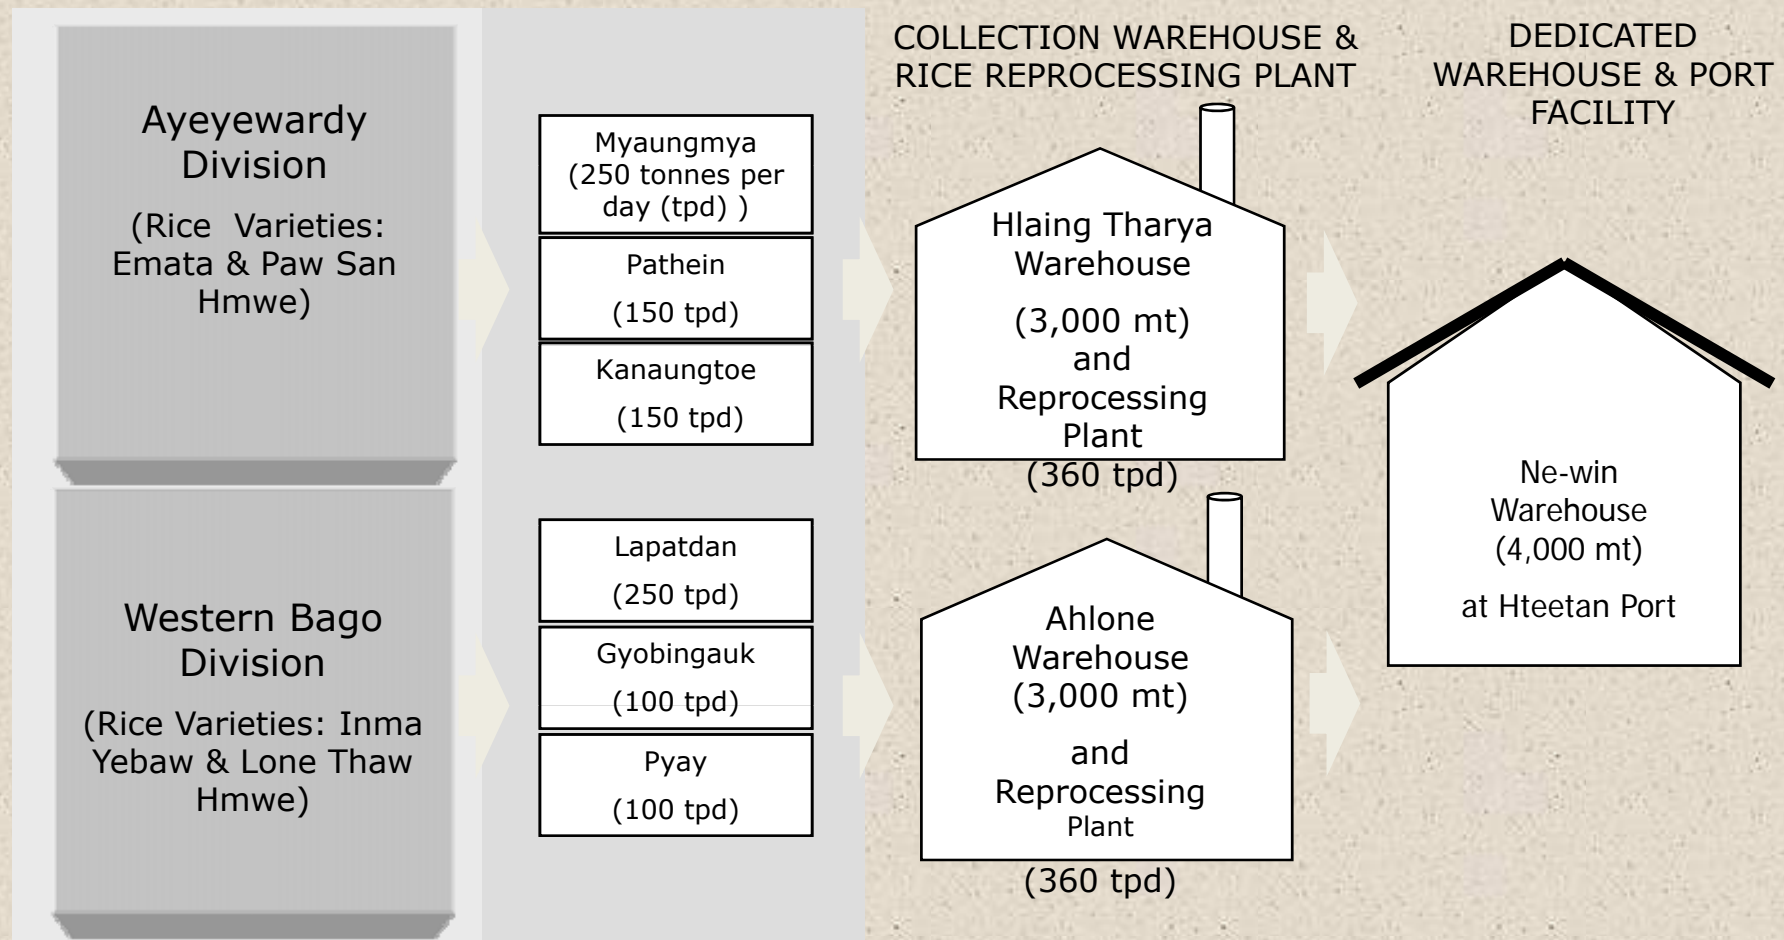 Ayeyewardy
Division
(Rice Varieties:
Emata & Paw San
Hmwe)
Western Bago
Division
(Rice Varieties: Inma
Yebaw & Lone Thaw
Hmwe)
Myaungmya
(250 tonnes per
day (tpd) )
Pathein
(150 tpd)
Kanaungtoe
(150 tpd)
Lapatdan
(250 tpd)
Gyobingauk
(100 tpd)
Pyay
(100 tpd)
COLLECTION WAREHOUSE &
RICE REPROCESSING PLANT
Hlaing Tharya
Warehouse
(3,000 mt)
and
Reprocessing
Plant
(360 tpd)
Ahlone
Warehouse
(3,000 mt)
and
Reprocessing
Plant
(360 tpd)
DEDICATED
WAREHOUSE & PORT
FACILITY
Ne-win
Warehouse
(4,000 mt)
at Hteetan Port